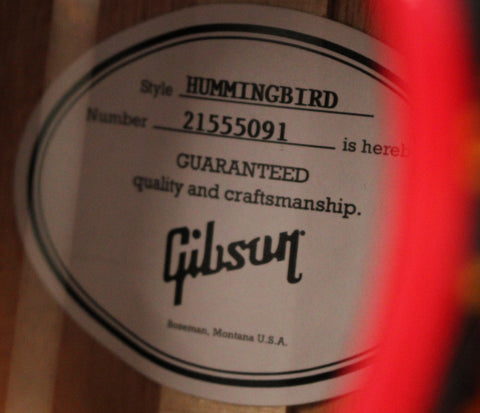 Style HUMMINGBIRD
Number 21555091 is hereb
GUARANTEED
quality and craftsmanship.
Gibson
Bozeman, Montana U.S.A.